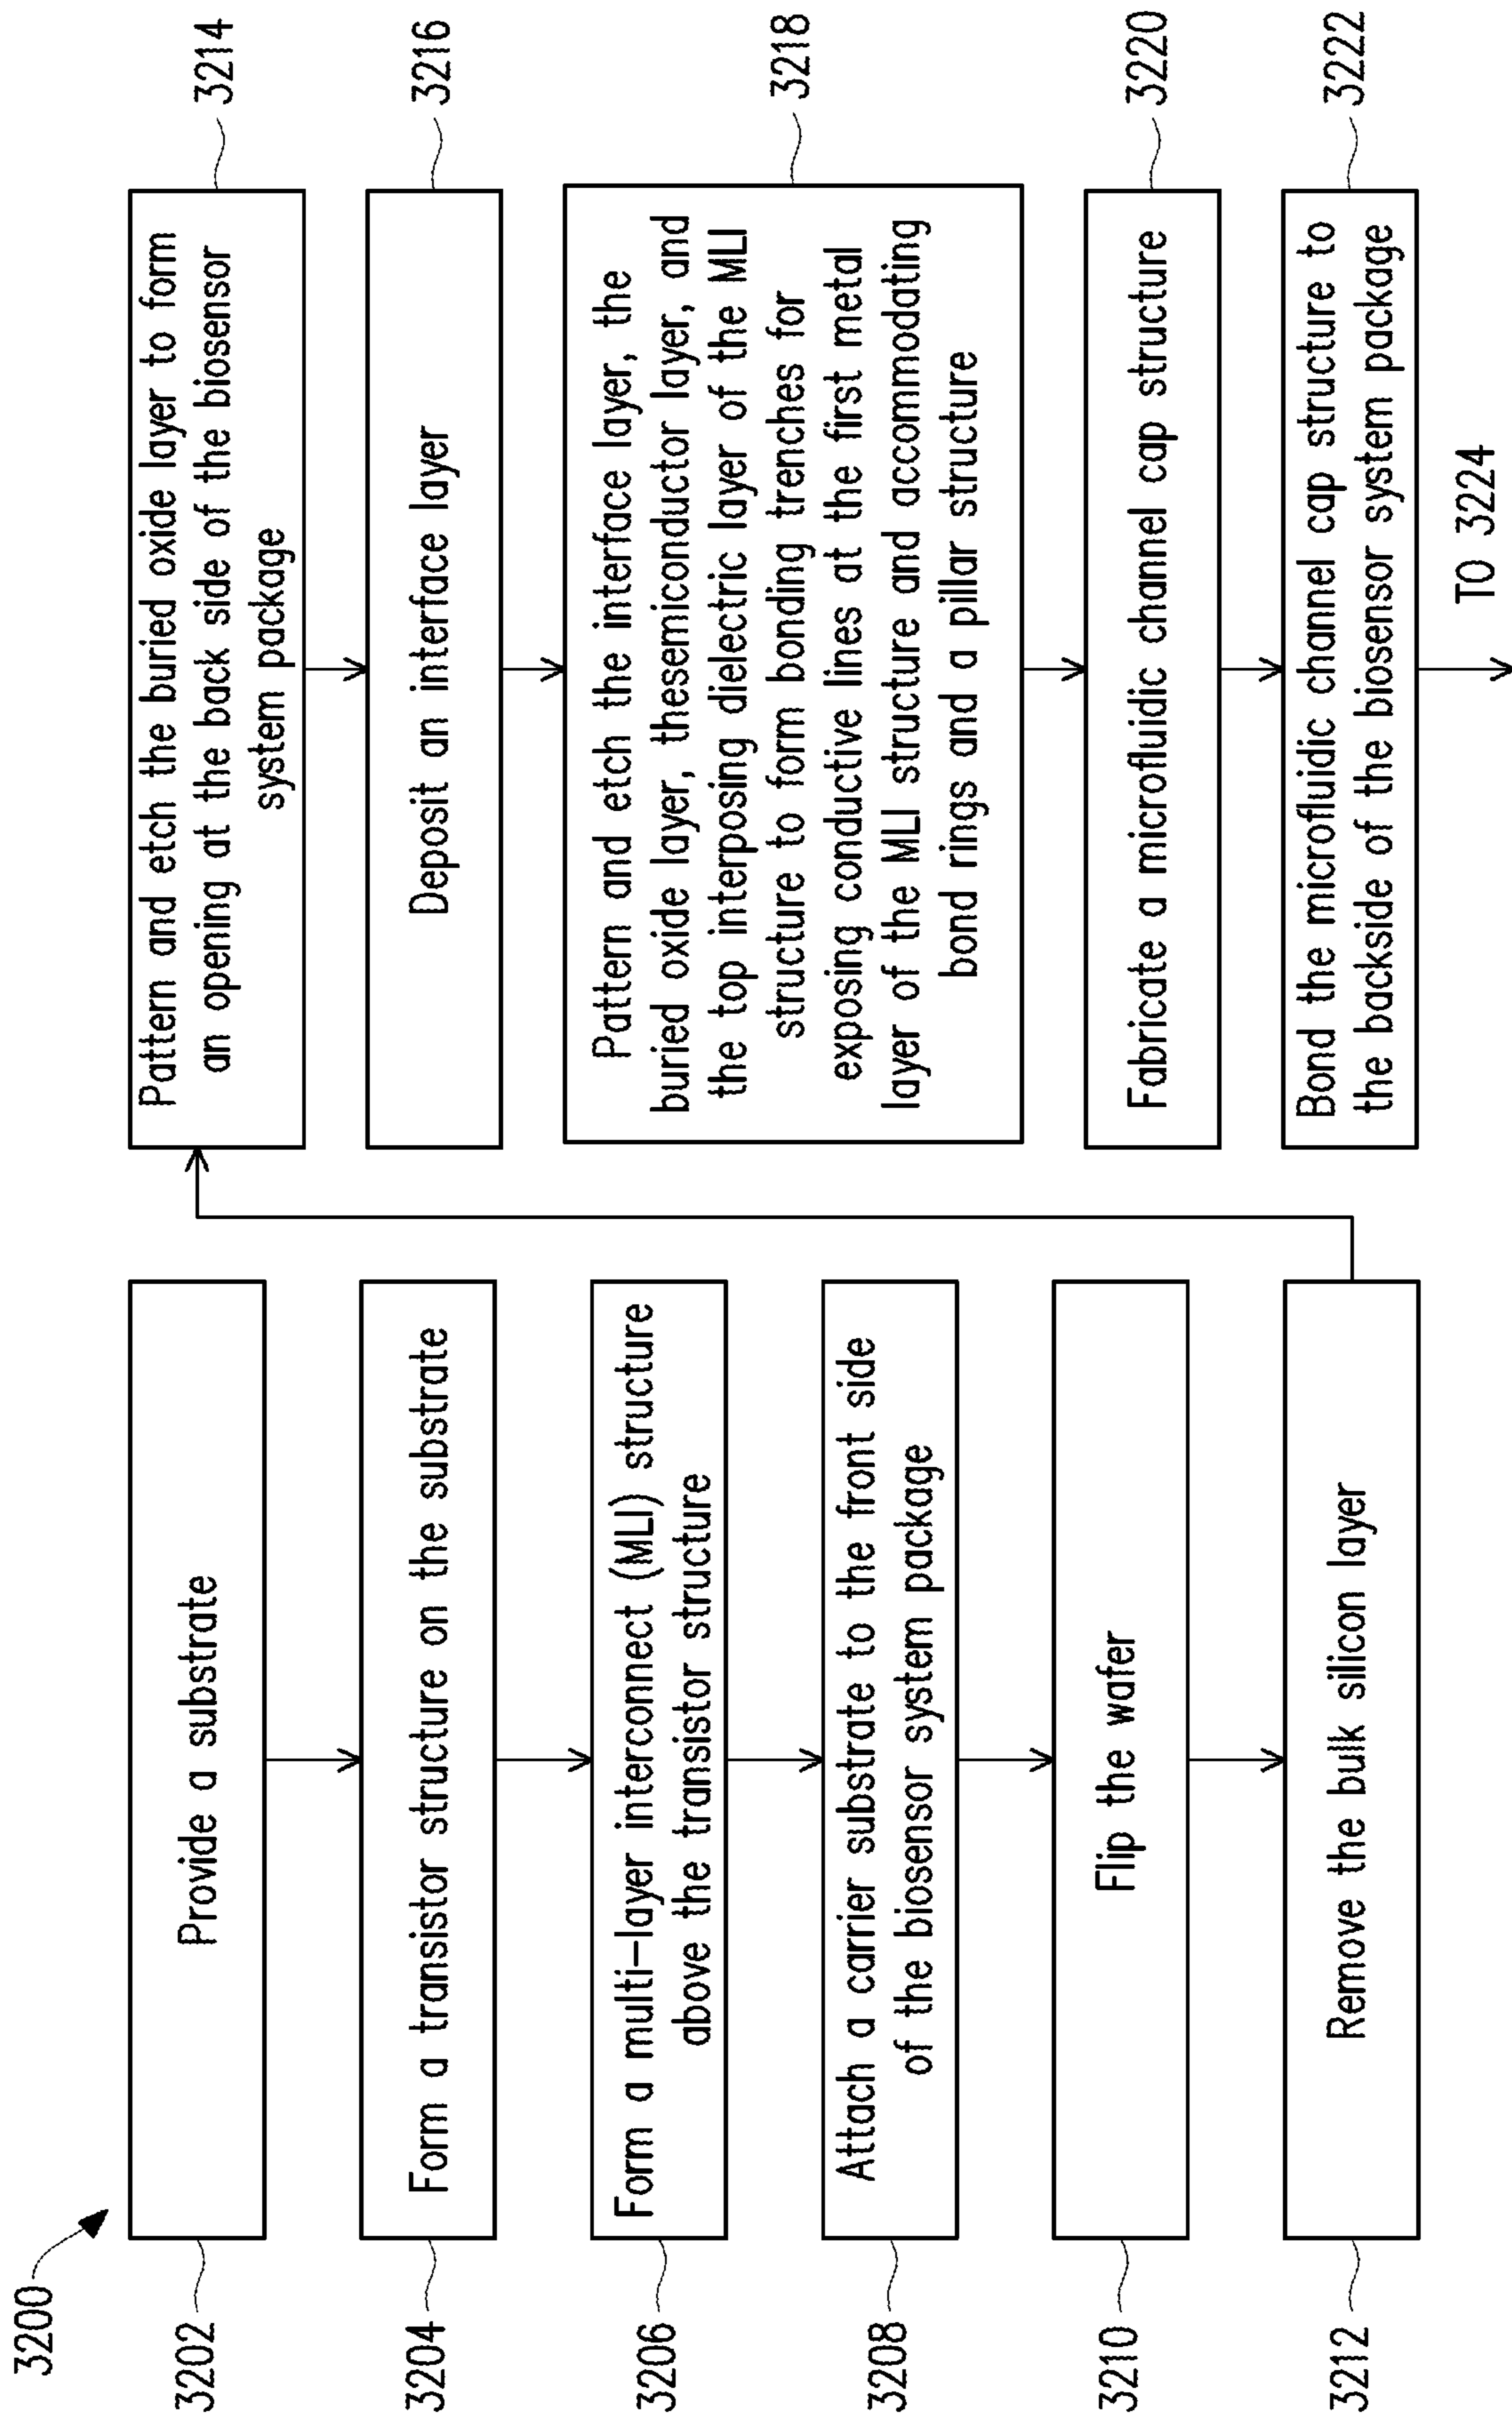 3200
3202
Provide a substrate
3204
Form a transistor structure on the substrate
3206
Form a multi-layer interconnect (MLI) structure
above the transistor structure
3208
Attach a carrier substrate to the front side
of the biosensor system package
3210
Flip the wafer
3212
Remove the bulk silicon layer
Pattern and etch the buried oxide layer to form
an opening at the back side of the biosensor
system package
3214
Deposit an interface layer
3216
Pattern and etch the interface layer, the
buried oxide layer, thesemiconductor layer, and
the top interposing dielectric layer of the MLI
structure to form bonding trenches for
exposing conductive lines at the first metal
layer of the MLI structure and accommodating
bond rings and a pillar structure
3218
Fabricate a microfluidic channel cap structure
3220
Bond the microfluidic channel cap structure to
the backside of the biosensor system package
3222
TO 3224